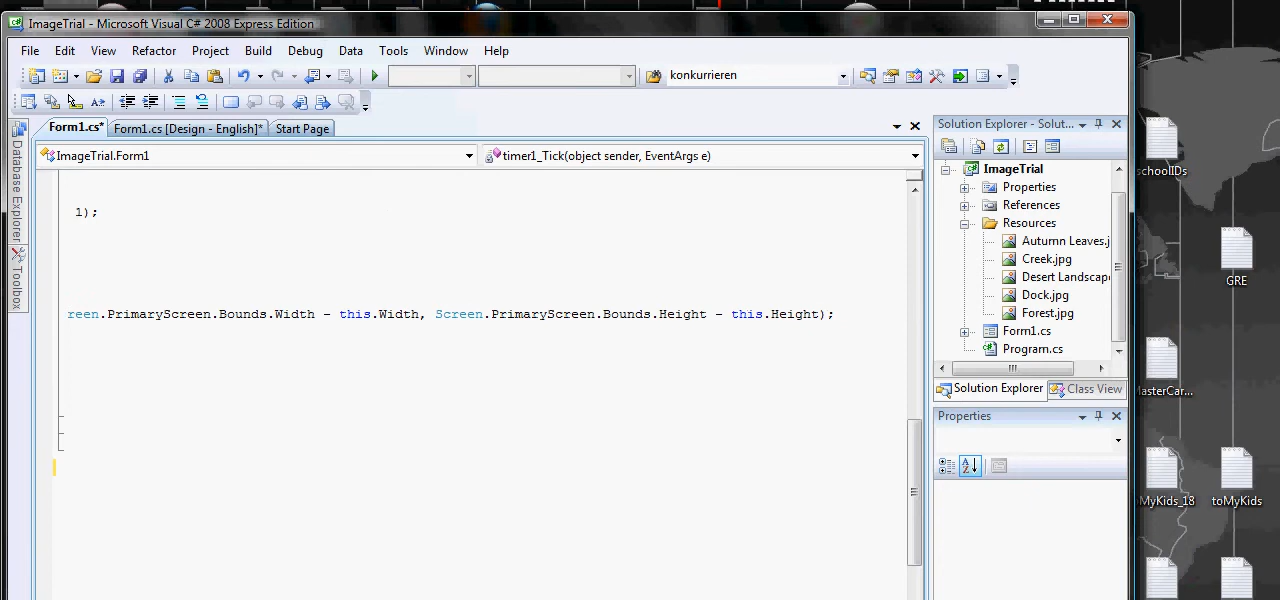 ImageTrial - Microsoft Visual C# 2008 Express Edition
File Edit View Refactor Project Build Debug Data Tools Window Help
konkurrieren
Form1.cs* Form1.cs [Design - English]* Start Page
ImageTrial.Form1
timer1_Tick(object sender, EventArgs e)
Database Explorer
Toolbox
1);
reen.PrimaryScreen.Bounds.Width - this.Width, Screen.PrimaryScreen.Bounds.Height - this.Height);
Solution Explorer - Solut...
ImageTrial
Properties
References
Resources
Autumn Leaves.j
Creek.jpg
Desert Landscap
Dock.jpg
Forest.jpg
Form1.cs
Program.cs
Solution Explorer Class View
Properties
schoolIDs
GRE
MasterCar...
toMyKids_18
toMyKids